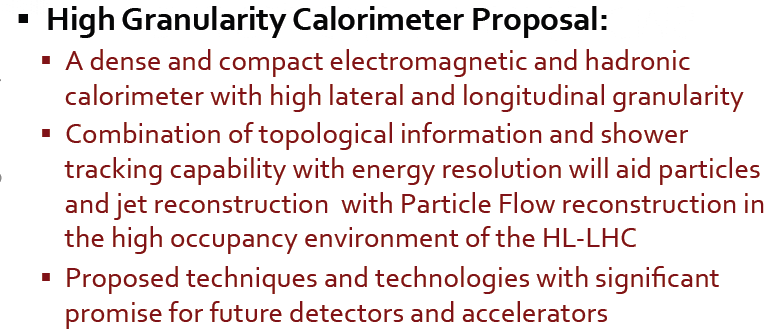 ▪ High Granularity Calorimeter Proposal:
▪ A dense and compact electromagnetic and hadronic
calorimeter with high lateral and longitudinal granularity
▪ Combination of topological information and shower
tracking capability with energy resolution will aid particles
and jet reconstruction with Particle Flow reconstruction in
the high occupancy environment of the HL-LHC
▪ Proposed techniques and technologies with significant
promise for future detectors and accelerators